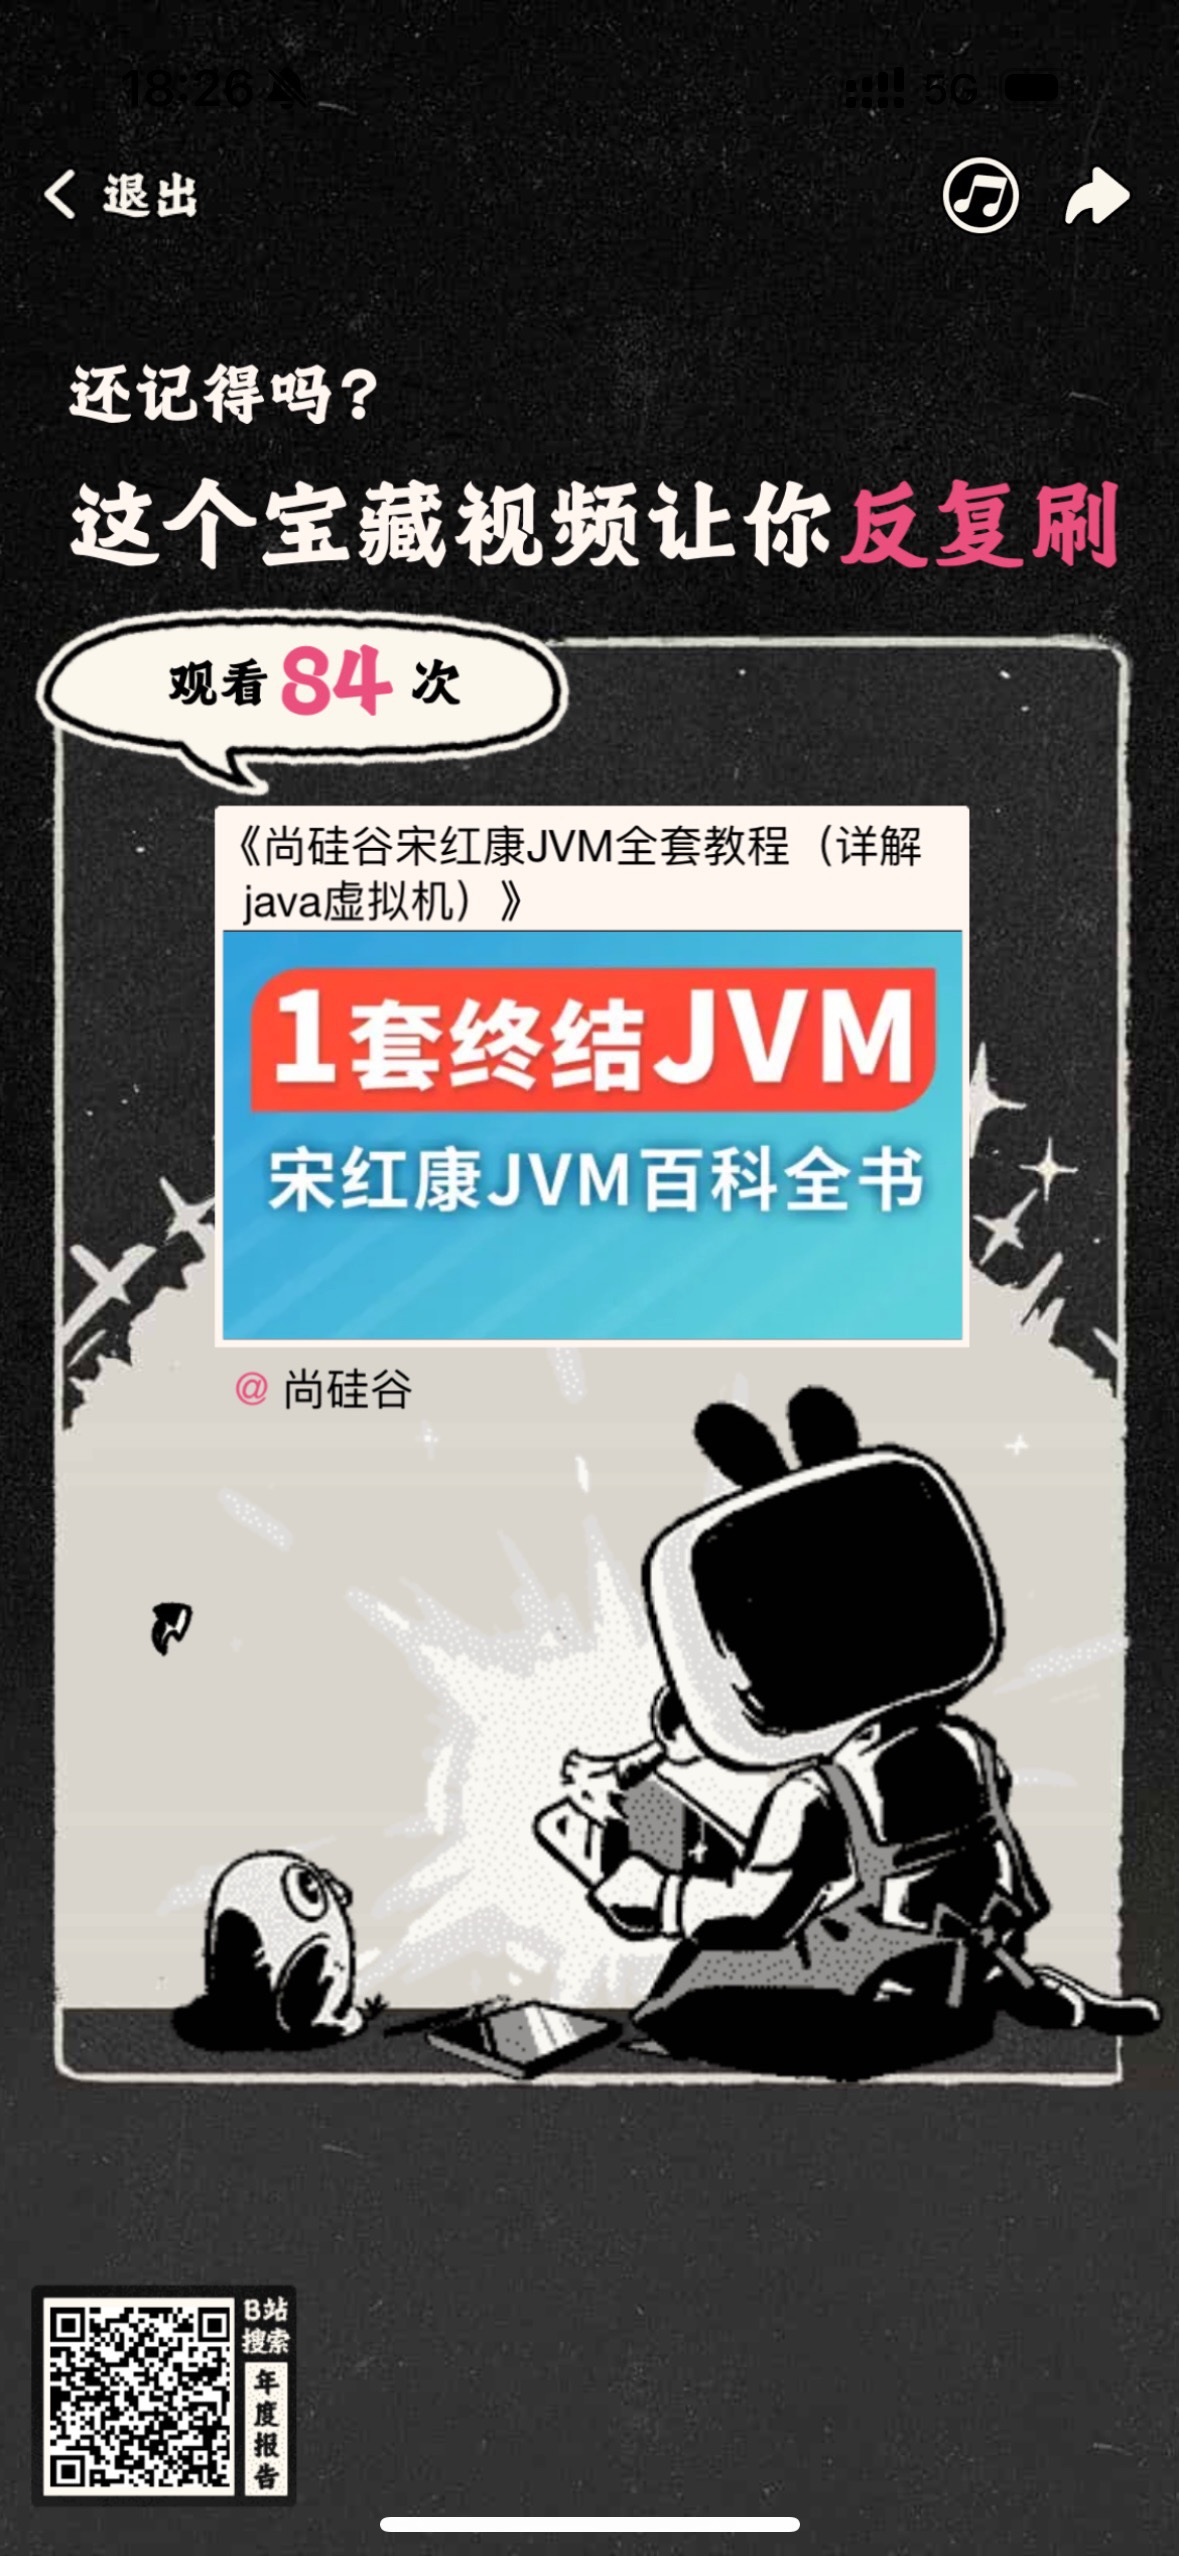 18:26
5G
退出
还记得吗?
这个宝藏视频让你反复刷
观看84次
《尚硅谷宋红康JVM全套教程（详解
java虚拟机）》
1套终结JVM
宋红康JVM百科全书
@ 尚硅谷
B站
搜索
年度报告